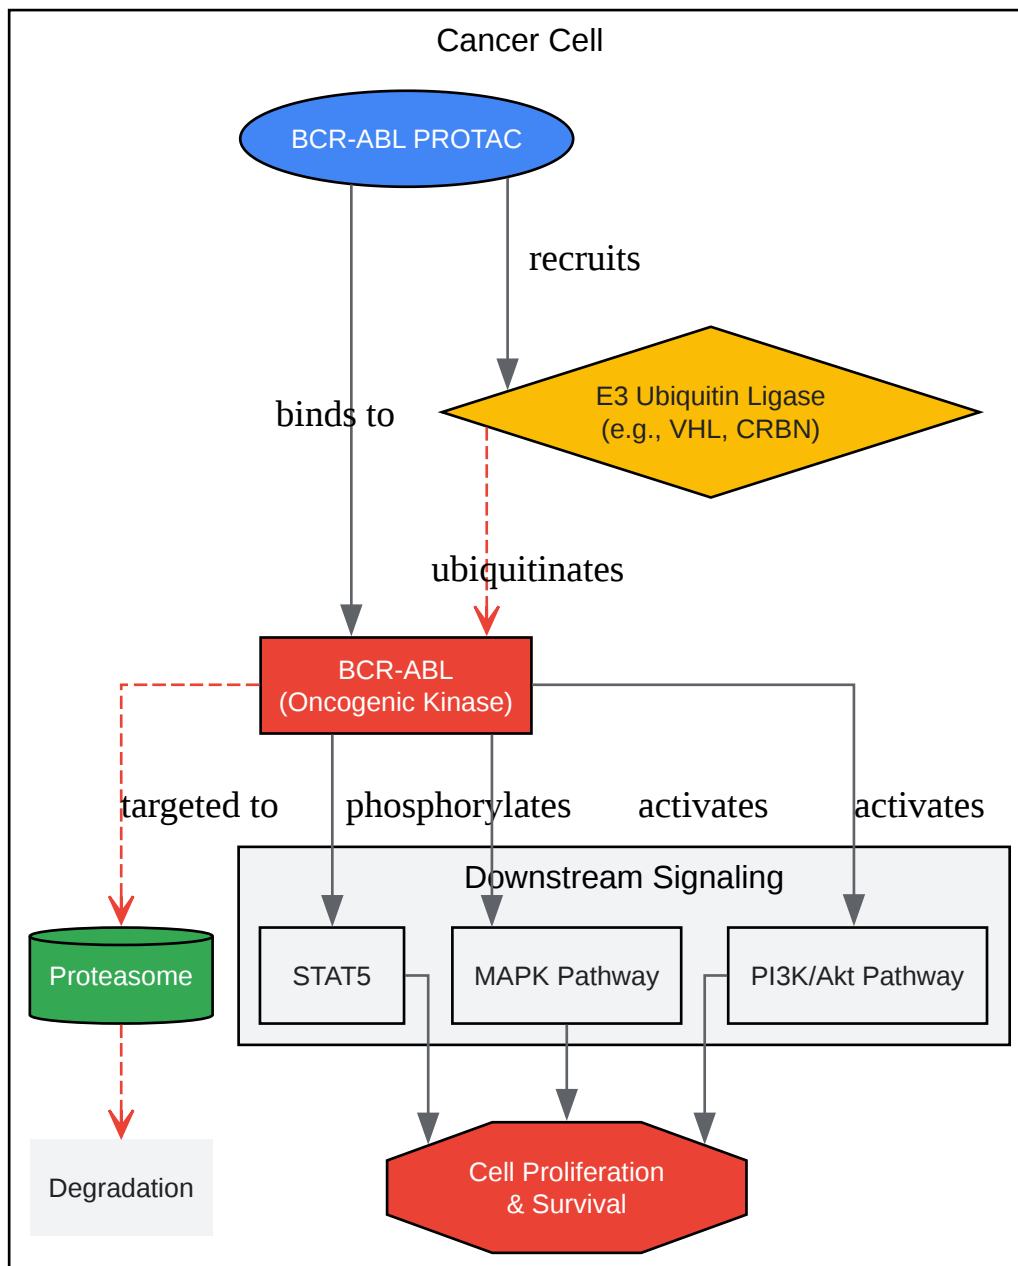 Cancer Cell
BCR-ABL PROTAC
recruits
E3 Ubiquitin Ligase
(e.g., VHL, CRBN)
binds to
ubiquitinates
BCR-ABL
(Oncogenic Kinase)
targeted to
phosphorylates
activates
activates
Downstream Signaling
Proteasome
STAT5
MAPK Pathway
PI3K/Akt Pathway
Degradation
Cell Proliferation
& Survival